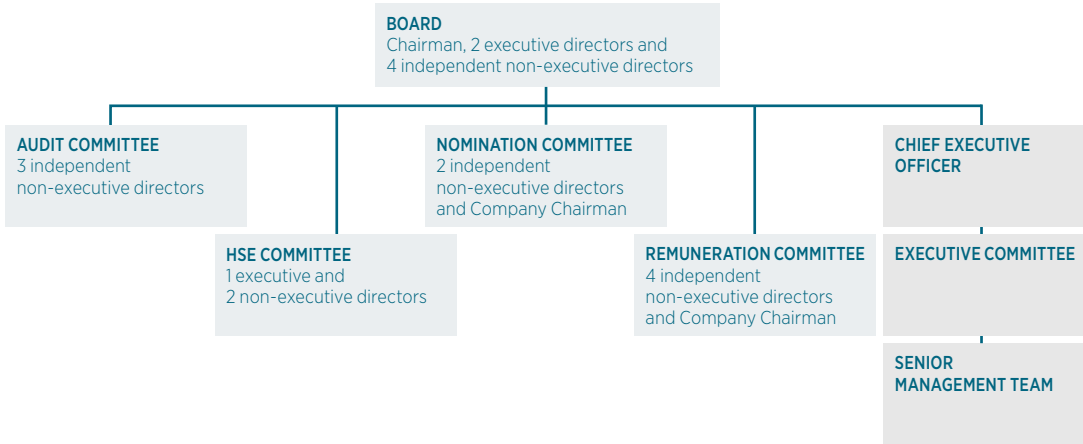 BOARD
Chairman, 2 executive directors and
4 independent non-executive directors
AUDIT COMMITTEE
3 independent
non-executive directors
NOMINATION COMMITTEE
2 independent
non-executive directors
and Company Chairman
CHIEF EXECUTIVE
OFFICER
HSE COMMITTEE
1 executive and
2 non-executive directors
REMUNERATION COMMITTEE
4 independent
non-executive directors
and Company Chairman
EXECUTIVE COMMITTEE
SENIOR
MANAGEMENT TEAM